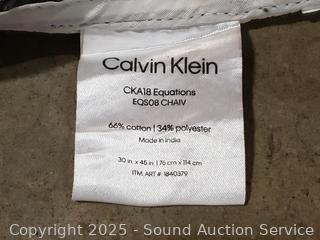 Calvin Klein
CKA18 Equations
EQS08 CHAIV
66% cotton | 34% polyester
Made in India
30 in x 45 in | 76 cm x 114 cm
ITM. ART #: 1840379
Copyright © 2025 - Sound Auction Service